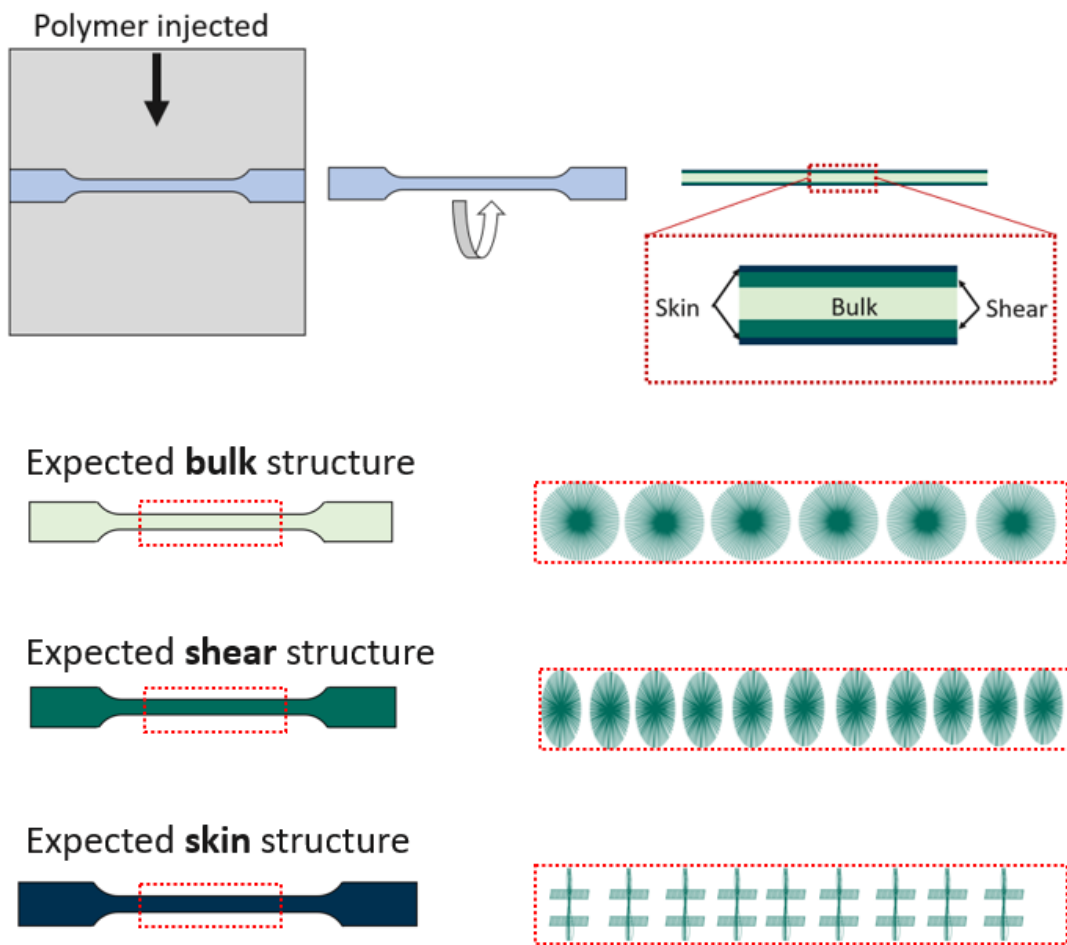 Polymer injected
Skin
Bulk
Shear
Expected bulk structure
Expected shear structure
Expected skin structure